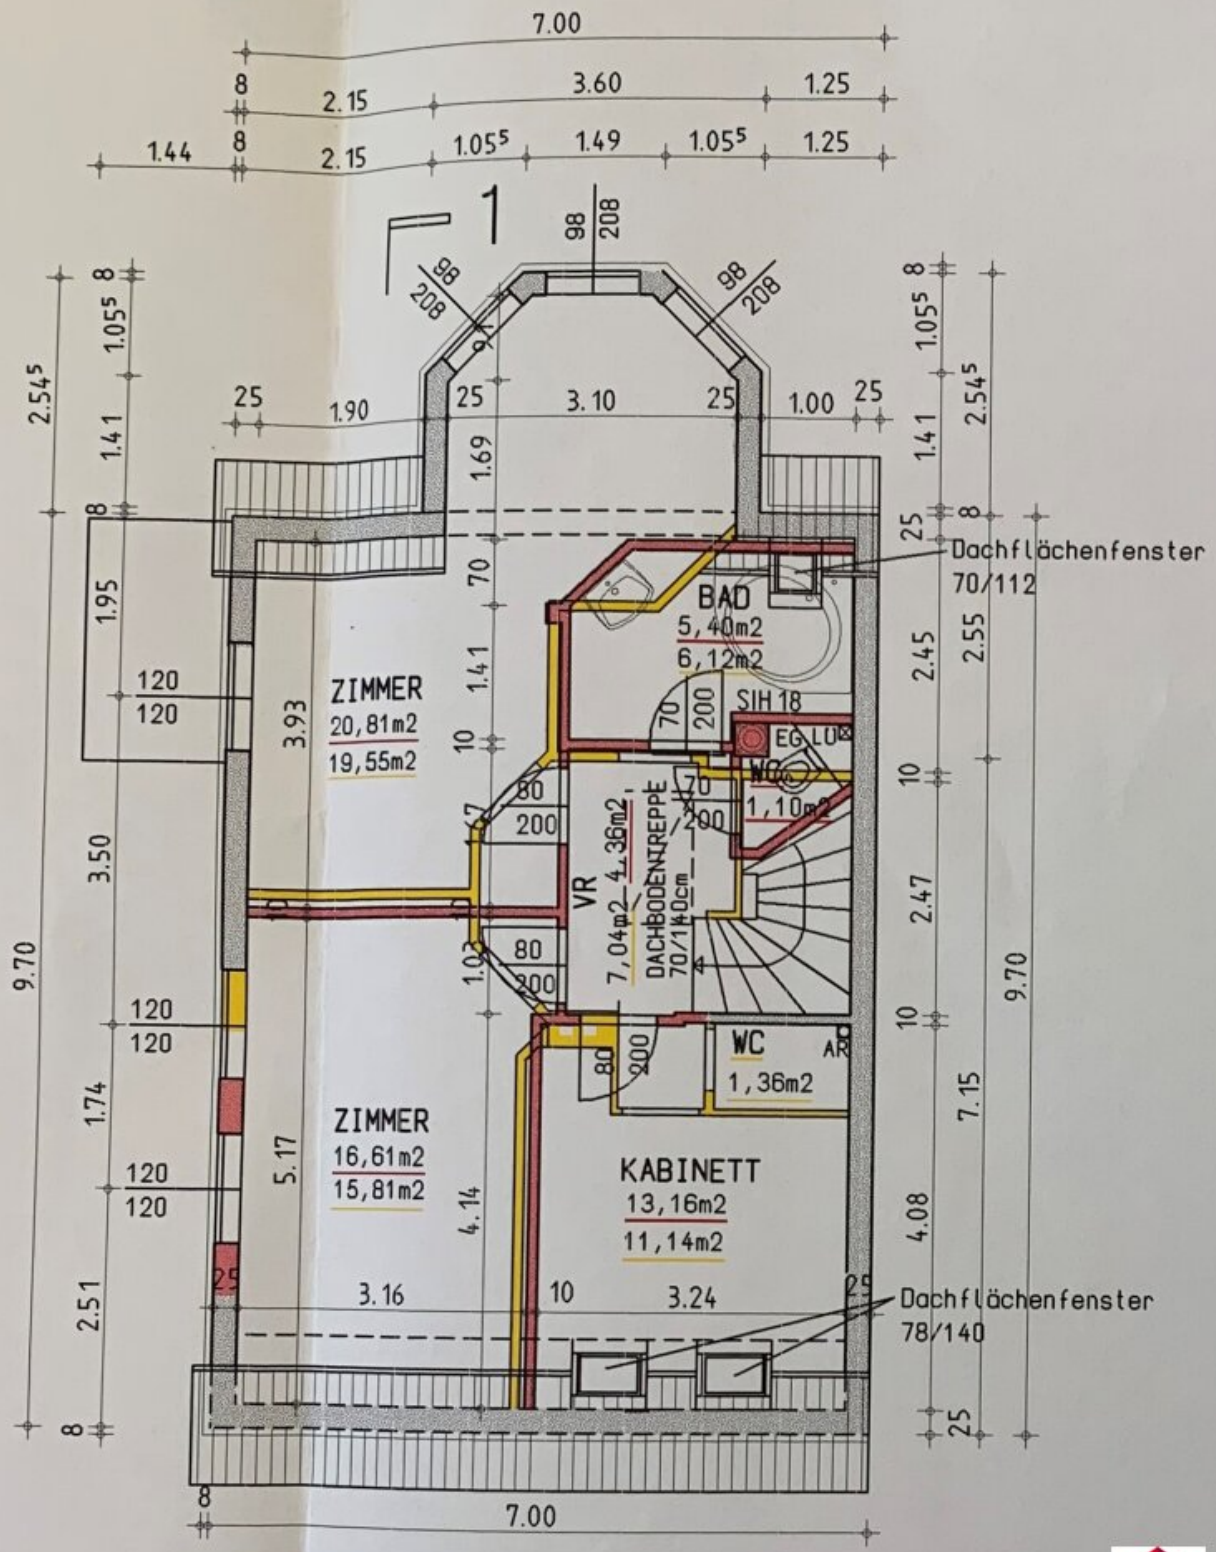 7.00
8 2.15 3.60 1.25
1.44 8 2.15 1.05⁵ 1.49 1.05⁵ 1.25
1
98
208
98
208
98
208
8
1.05⁵
1.41
8
2.54⁵
8
1.05⁵
1.41
8
25
2.54⁵
25 1.90 25 3.10 25 1.00 25
1.69
70
1.41
10
Dachflächenfenster
70/112
BAD
5,40m2
6,12m2
1.95
120
120
ZIMMER
20,81m2
19,55m2
3.93
70
200
SIH 18
EG.LÜ
WC
1,10m2
70
200
80
200
2.45
2.55
10
3.50
VR
7,04m2 4,36m2
DACHBODENTREPPE
70/140cm
10
10
80
200
2.47
9.70
9.70
120
120
10
80
200
WC
1,36m2
AR
1.74
7.15
ZIMMER
16,61m2
15,81m2
5.17
4.14
KABINETT
13,16m2
11,14m2
120
120
4.08
2.51
25 3.16 10 3.24 25
Dachflächenfenster
78/140
8
25
8
7.00